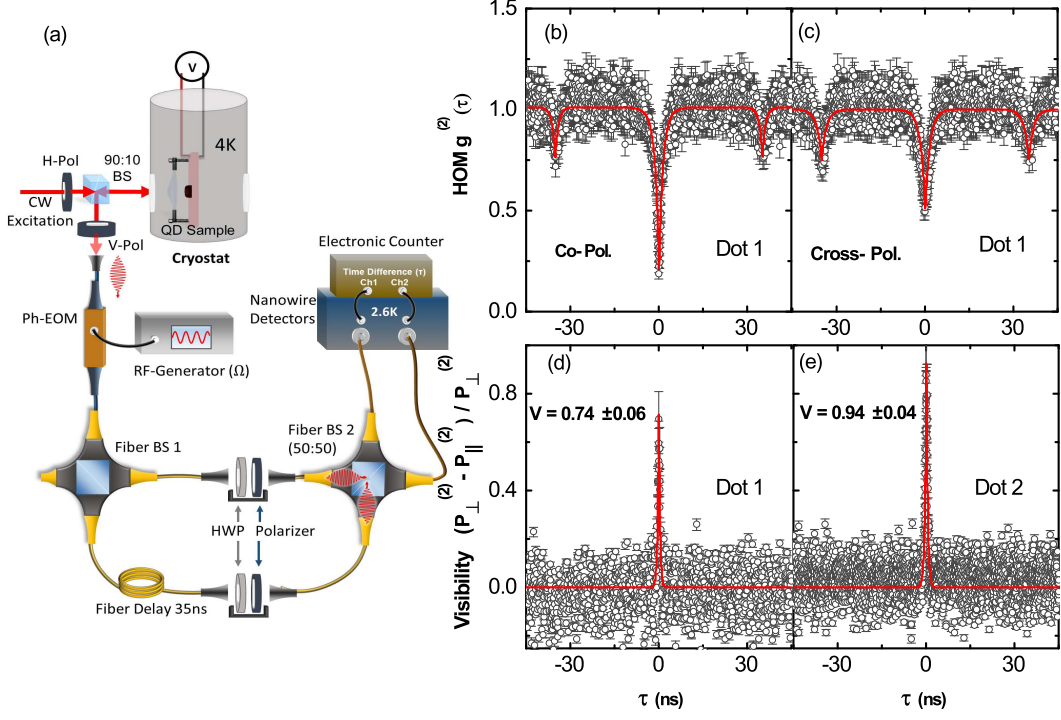 (a)
V
4K
H-Pol
90:10
BS
CW
Excitation
QD Sample
V-Pol
Cryostat
Electronic Counter
Time Difference (τ)
Ch1 Ch2
Nanowire
Detectors
2.6K
Ph-EOM
RF-Generator (Ω)
Fiber BS 1
Fiber BS 2
(50:50)
HWP Polarizer
Fiber Delay 35ns
HOM g(2) (τ)
1.5
1.0
0.5
0.0
(b)
Co- Pol.
Dot 1
-30 0 30
(c)
Cross- Pol.
Dot 1
-30 0 30
Visibility (P⊥(2) - P||(2)) / P⊥(2)
0.8
0.4
0.0
(d)
V = 0.74 ±0.06
Dot 1
-30 0 30
τ (ns)
(e)
V = 0.94 ±0.04
Dot 2
-30 0 30
τ (ns)